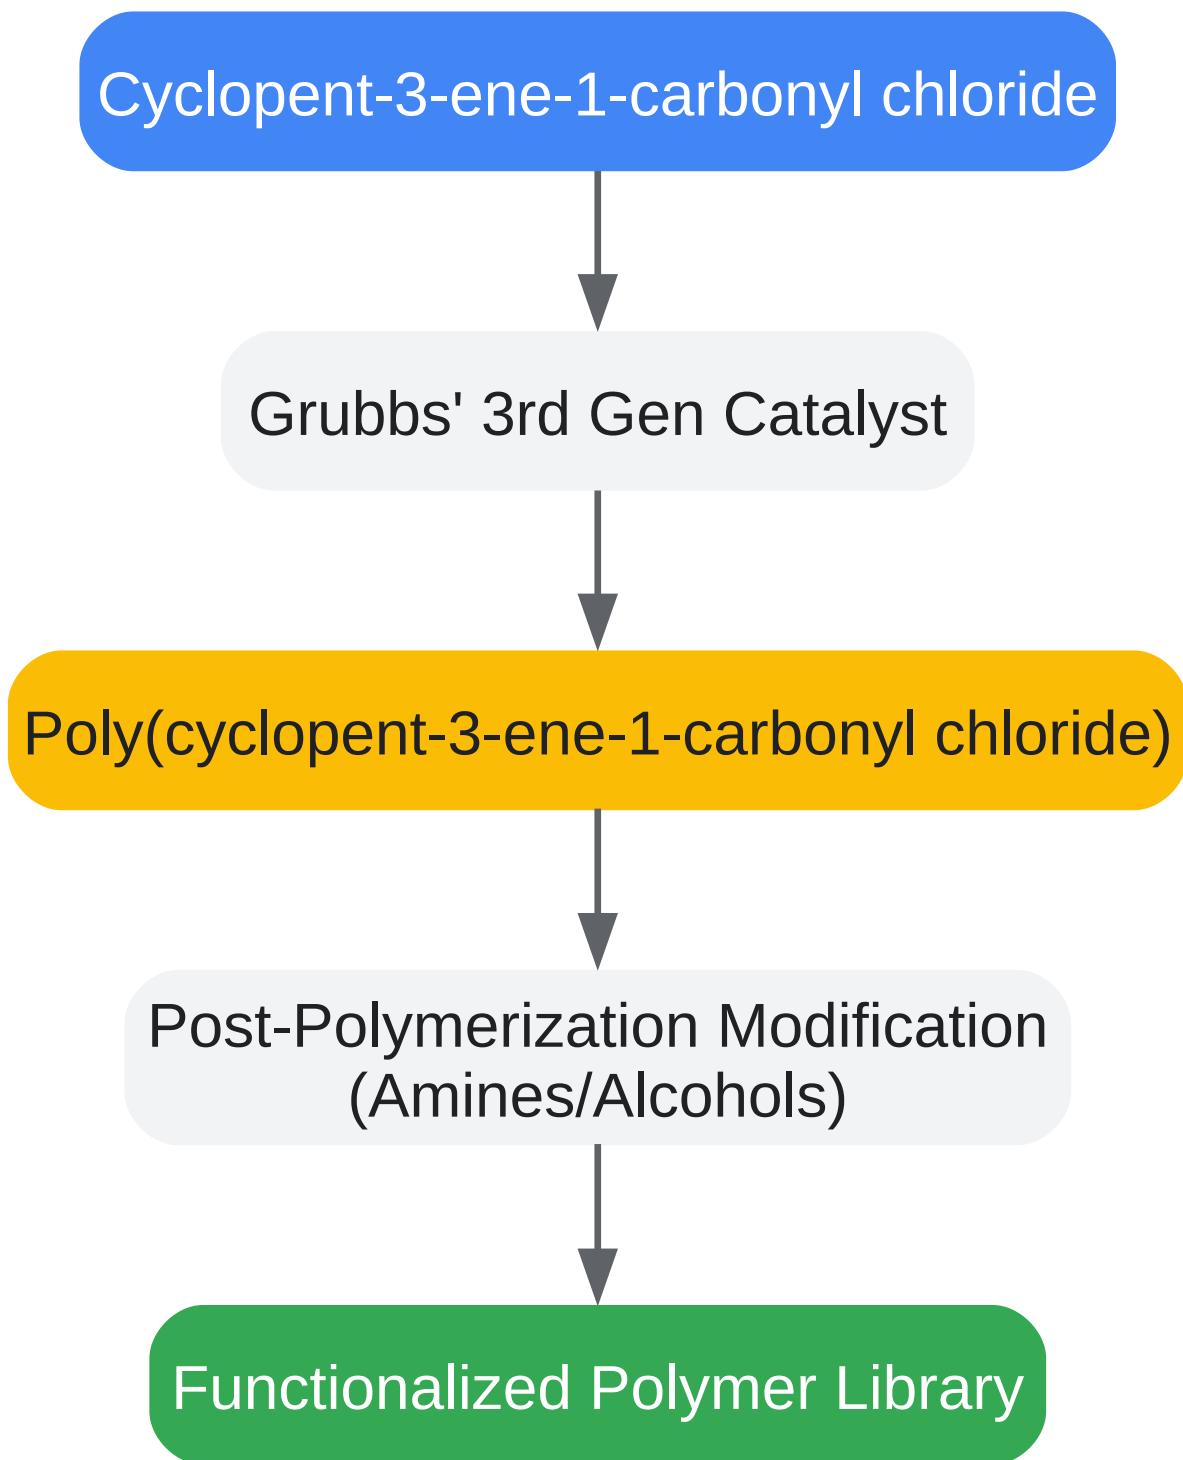 Cyclopent-3-ene-1-carbonyl chloride
Grubbs' 3rd Gen Catalyst
Poly(cyclopent-3-ene-1-carbonyl chloride)
Post-Polymerization Modification
(Amines/Alcohols)
Functionalized Polymer Library